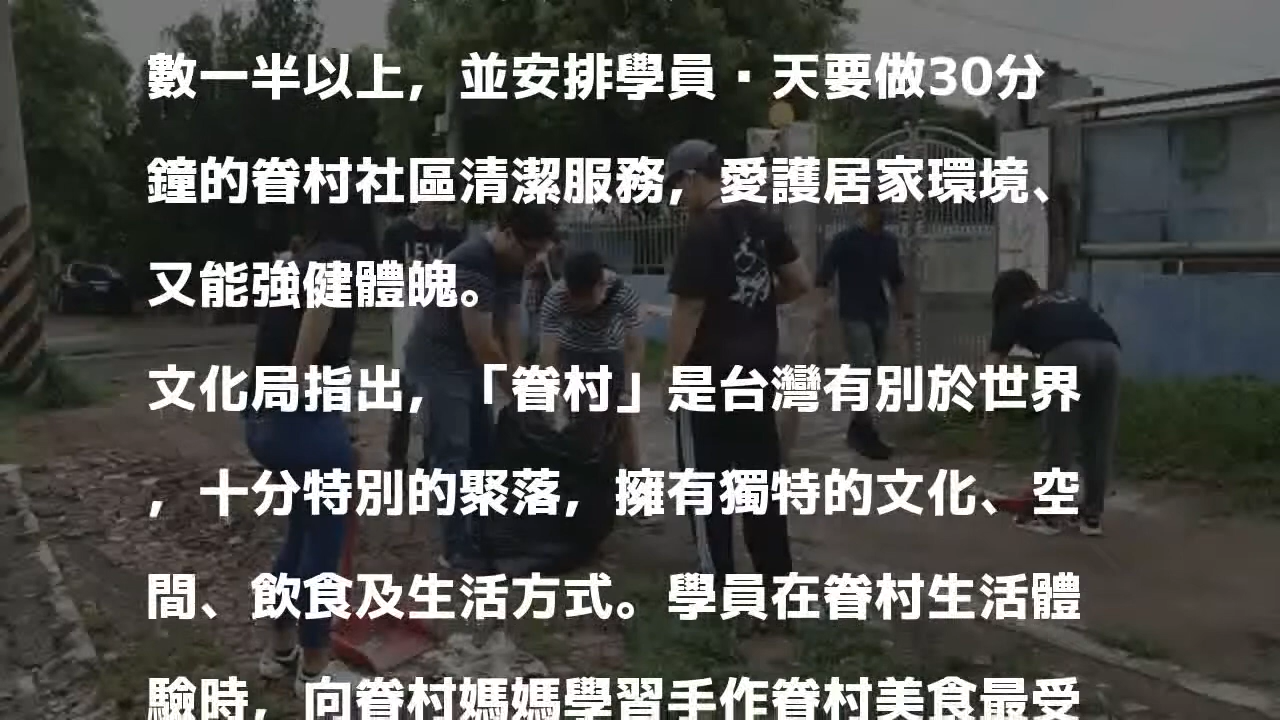 數一半以上，並安排學員▪天要做30分
鐘的眷村社區清潔服務，愛護居家環境、
又能強健體魄。
文化局指出，「眷村」是台灣有別於世界
，十分特別的聚落，擁有獨特的文化、空
間、飲食及生活方式。學員在眷村生活體
驗時，向眷村媽媽學習手作眷村美食最受
LEVI